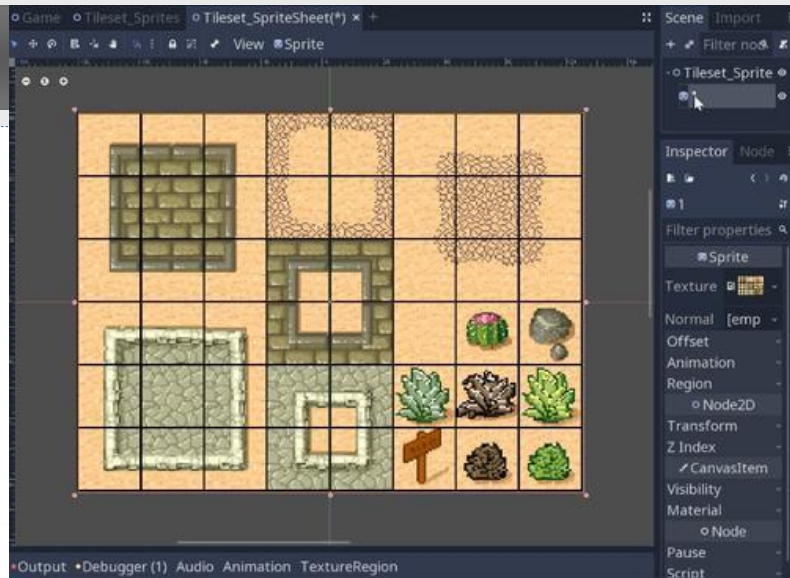 Game Tileset_Sprites Tileset_SpriteSheet(*) × +
Scene Import
View Sprite
Filter nod
Tileset_Sprite
Inspector Node
1
Filter properties
Sprite
Texture
Normal [emp
Offset
Animation
Region
Node2D
Transform
Z Index
CanvasItem
Visibility
Material
Node
Pause
Script
Output Debugger (1) Audio Animation TextureRegion